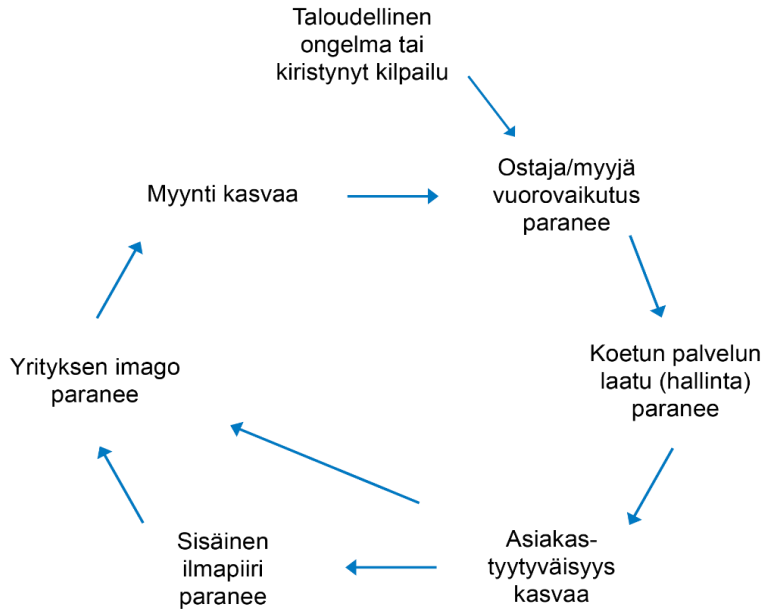 Taloudellinen
ongelma tai
kiristynyt kilpailu
Ostaja/myyjä
vuorovaikutus
paranee
Myynti kasvaa
Koetun palvelun
laatu (hallinta)
paranee
Yrityksen imago
paranee
Asiakas-
tyytyväisyys
kasvaa
Sisäinen
ilmapiiri
paranee